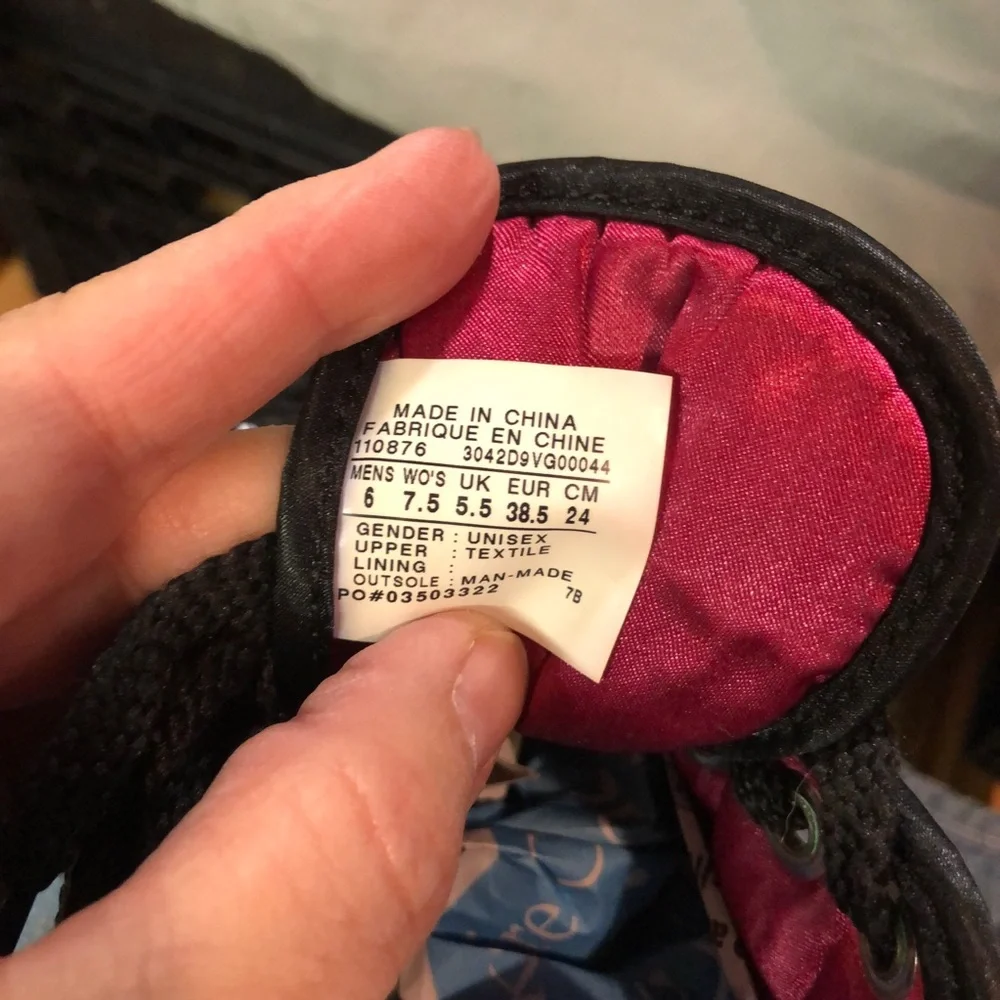 MADE IN CHINA
FABRIQUE EN CHINE
110876 3042D9VG00044
MENS WO'S UK EUR CM
6 7.5 5.5 38.5 24
GENDER : UNISEX
UPPER : TEXTILE
LINING :
OUTSOLE : MAN-MADE
PO#03503322 7B
re